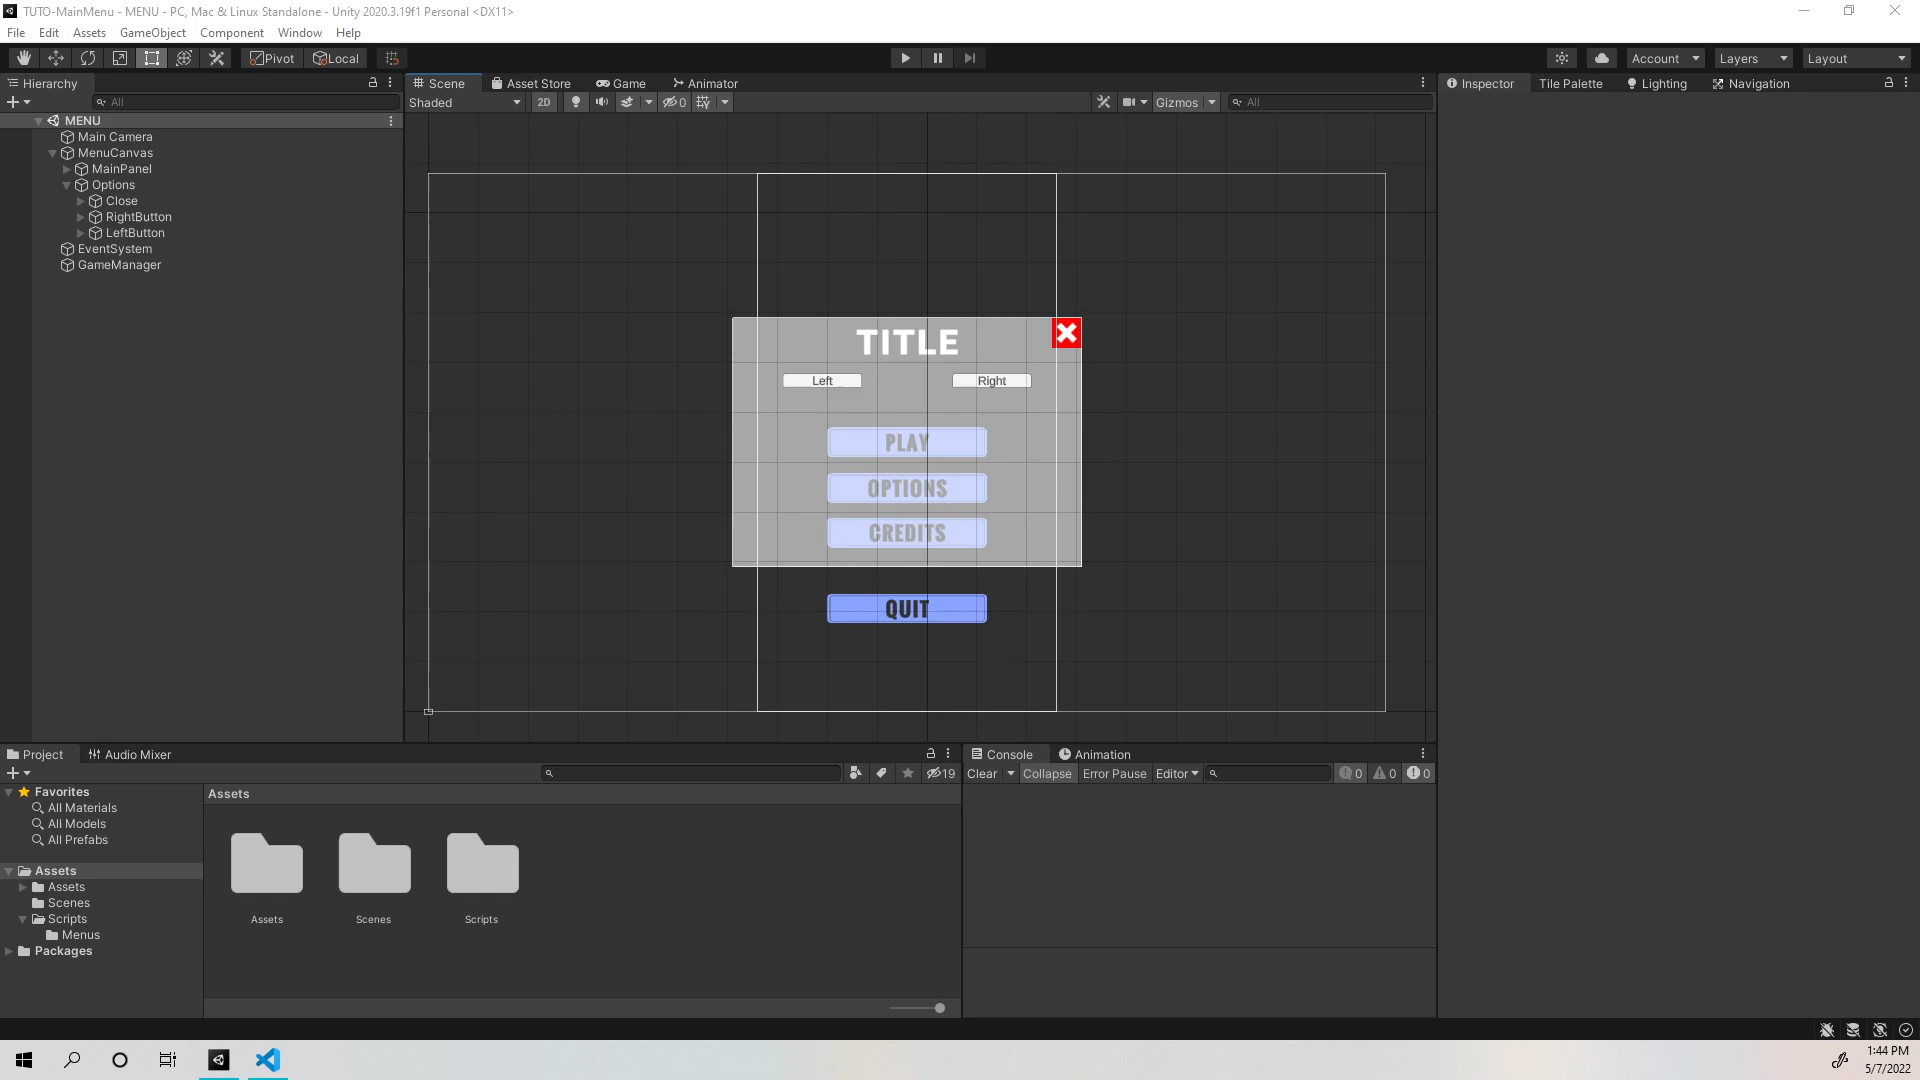 TUTO-MainMenu - MENU - PC, Mac & Linux Standalone - Unity 2020.3.19f1 Personal <DX11>
File Edit Assets GameObject Component Window Help
Pivot Local Account Layers Layout
Hierarchy
All
MENU
Main Camera
MenuCanvas
MainPanel
Options
Close
RightButton
LeftButton
EventSystem
GameManager
Scene Asset Store Game Animator
Shaded 2D 0 Gizmos All
TITLE
Left Right
PLAY
OPTIONS
CREDITS
QUIT
Inspector Tile Palette Lighting Navigation
Project Audio Mixer
19
Favorites
All Materials
All Models
All Prefabs
Assets
Assets
Scenes
Scripts
Menus
Packages
Assets
Assets Scenes Scripts
Console Animation
Clear Collapse Error Pause Editor 0 0 0
1:44 PM
5/7/2022